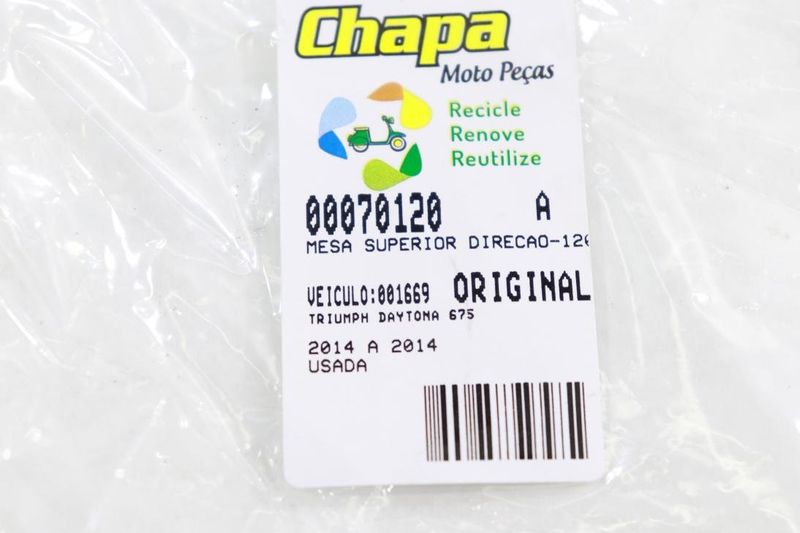 Chapa
Moto Peças
Recicle
Renove
Reutilize
00070120 A
MESA SUPERIOR DIRECAO-120
VEICULO:001669 ORIGINAL
TRIUMPH DAYTONA 675
2014 A 2014
USADA